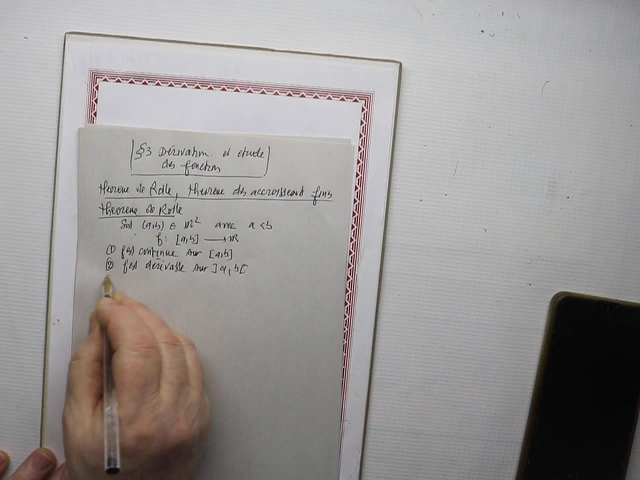 §3 Dérivation et étude
des fonctions
théorème de Rolle, théorème des accroissement finis
théorème de Rolle
Soit (a,b) ∈ ℝ² avec a<b
f: [a,b] → ℝ
① f est continue sur [a,b]
② f est dérivable sur ]a,b[